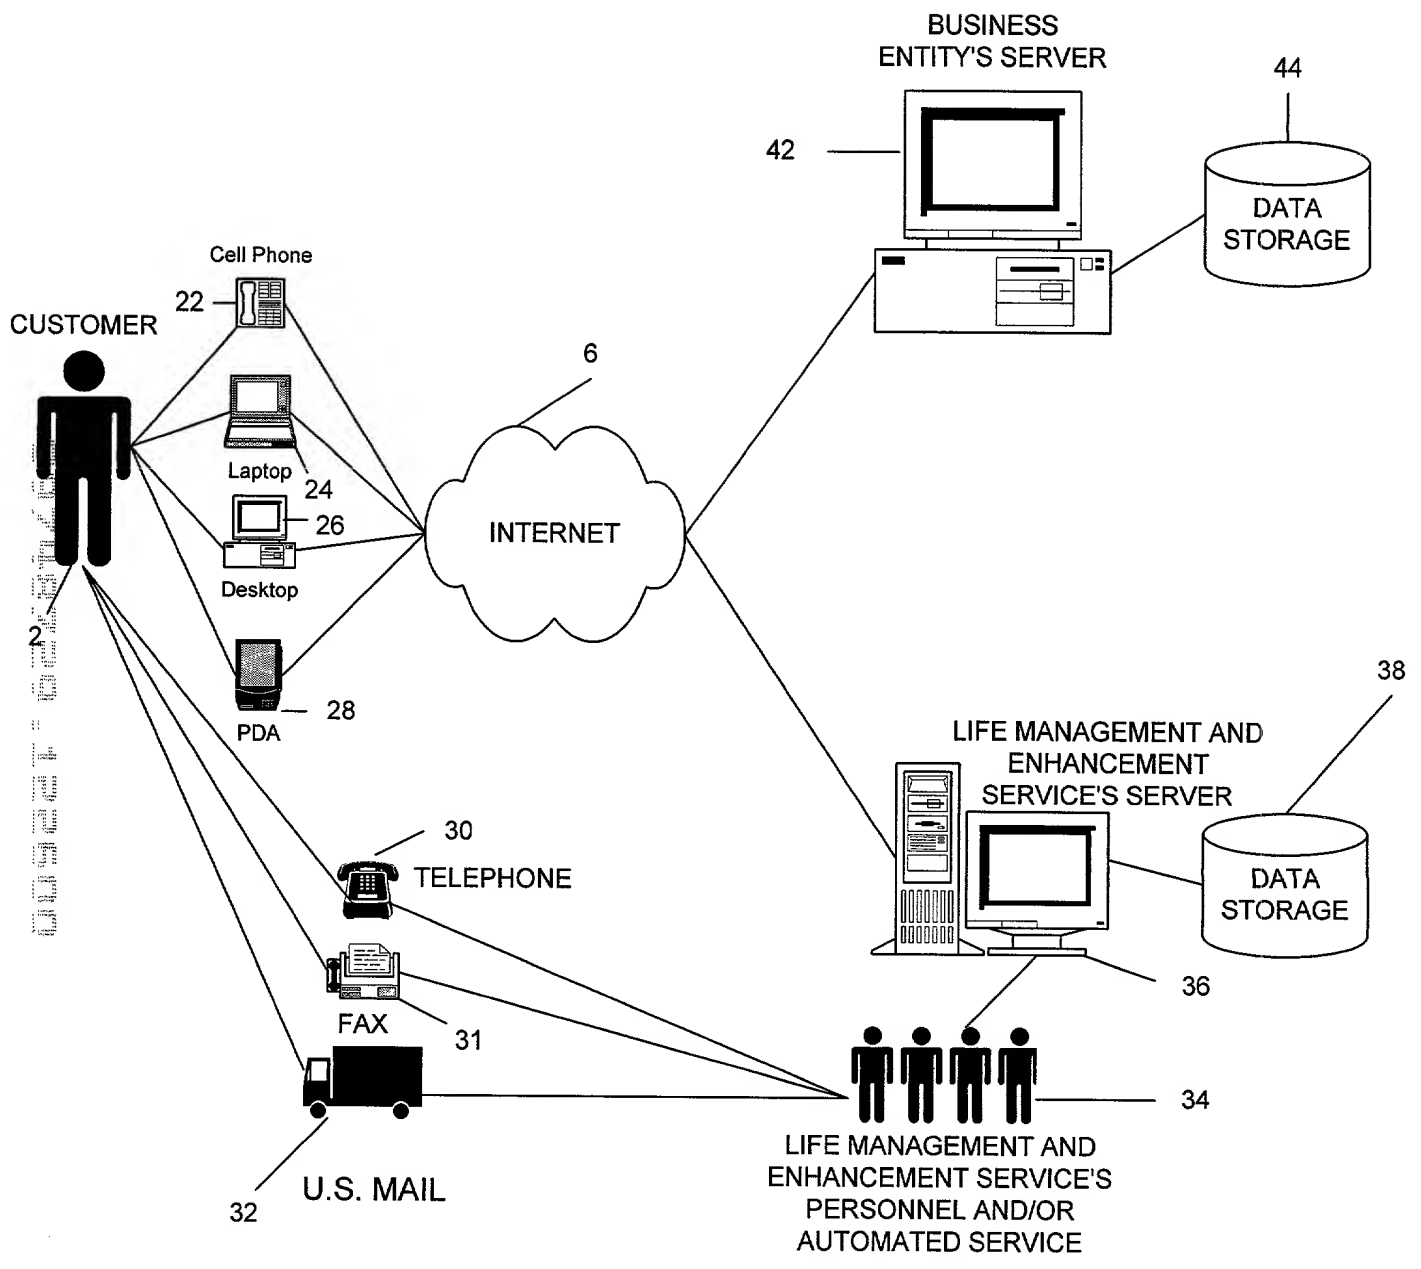 BUSINESS
ENTITY'S SERVER
44
42
DATA
STORAGE
Cell Phone
22
CUSTOMER
6
Laptop
24
26
INTERNET
Desktop
2
28
PDA
38
LIFE MANAGEMENT AND
ENHANCEMENT
SERVICE'S SERVER
30
TELEPHONE
DATA
STORAGE
36
FAX
31
34
U.S. MAIL
32
LIFE MANAGEMENT AND
ENHANCEMENT SERVICE'S
PERSONNEL AND/OR
AUTOMATED SERVICE